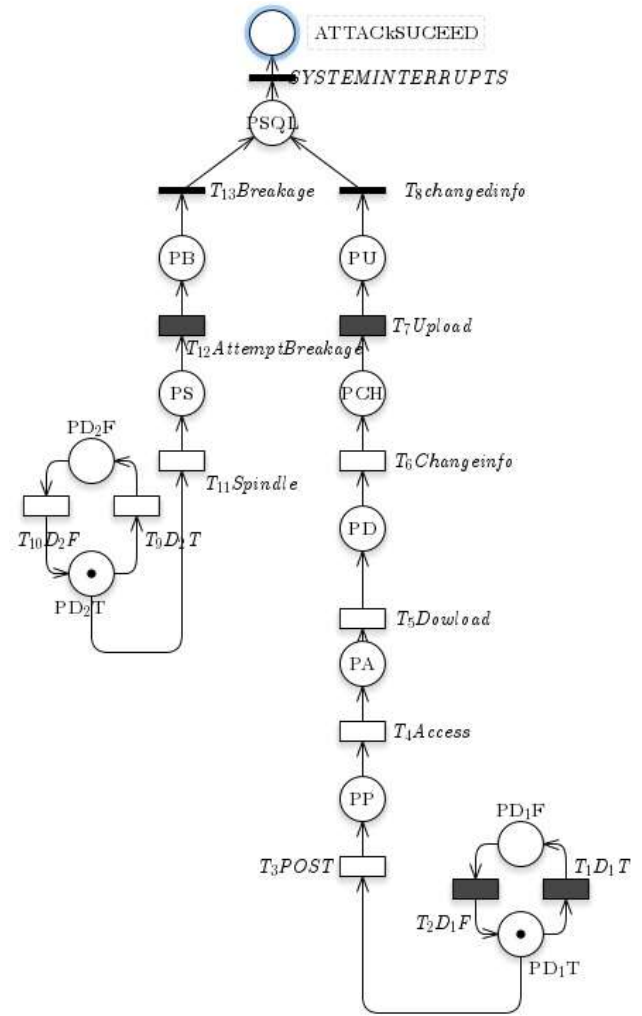 ATTACkSUCEED
SYSTEMINTERRUPTS
PSQL
T₁₃Breakage
T₈changedinfo
PB
PU
T₇Upload
T₁₂AttemptBreakage
PS
PCH
PD₂F
T₆Changeinfo
T₁₁Spindle
T₁₀D₂F
T₉D₂T
PD
PD₂T
T₅Dowload
PA
T₄Access
PP
PD₁F
T₃POST
T₁D₁T
T₂D₁F
PD₁T